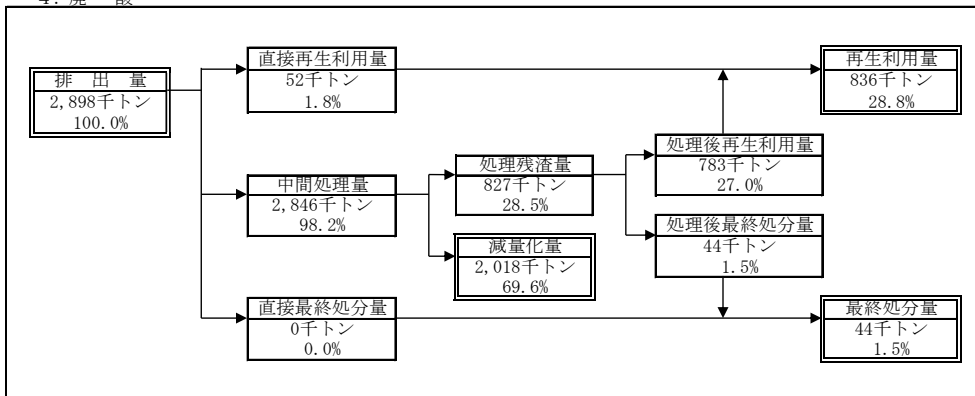 4. 廃 酸
排 出 量
2,898千トン
100.0%
直接再生利用量
52千トン
1.8%
中間処理量
2,846千トン
98.2%
直接最終処分量
0千トン
0.0%
処理残渣量
827千トン
28.5%
減量化量
2,018千トン
69.6%
処理後再生利用量
783千トン
27.0%
処理後最終処分量
44千トン
1.5%
再生利用量
836千トン
28.8%
最終処分量
44千トン
1.5%